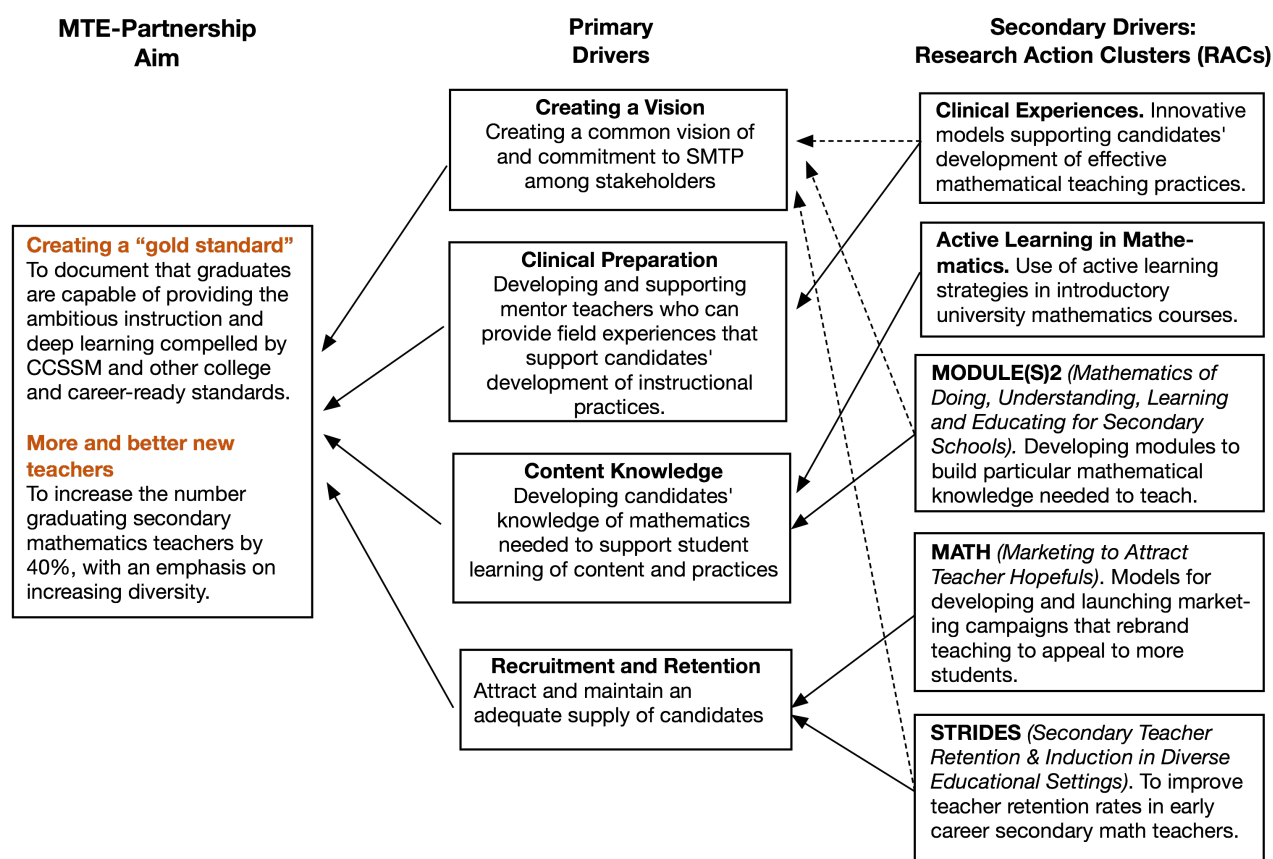 MTE-Partnership
Aim
Primary
Drivers
Secondary Drivers:
Research Action Clusters (RACs)
Creating a “gold standard”
To document that graduates
are capable of providing the
ambitious instruction and
deep learning compelled by
CCSSM and other college
and career-ready standards.
More and better new
teachers
To increase the number
graduating secondary
mathematics teachers by
40%, with an emphasis on
increasing diversity.
Creating a Vision
Creating a common vision of
and commitment to SMTP
among stakeholders
Clinical Preparation
Developing and supporting
mentor teachers who can
provide field experiences that
support candidates'
development of instructional
practices.
Content Knowledge
Developing candidates'
knowledge of mathematics
needed to support student
learning of content and practices
Recruitment and Retention
Attract and maintain an
adequate supply of candidates
Clinical Experiences. Innovative
models supporting candidates'
development of effective
mathematical teaching practices.
Active Learning in Mathe-
matics. Use of active learning
strategies in introductory
university mathematics courses.
MODULE(S)2 (Mathematics of
Doing, Understanding, Learning
and Educating for Secondary
Schools). Developing modules to
build particular mathematical
knowledge needed to teach.
MATH (Marketing to Attract
Teacher Hopefuls). Models for
developing and launching market-
ing campaigns that rebrand
teaching to appeal to more
students.
STRIDES (Secondary Teacher
Retention & Induction in Diverse
Educational Settings). To improve
teacher retention rates in early
career secondary math teachers.